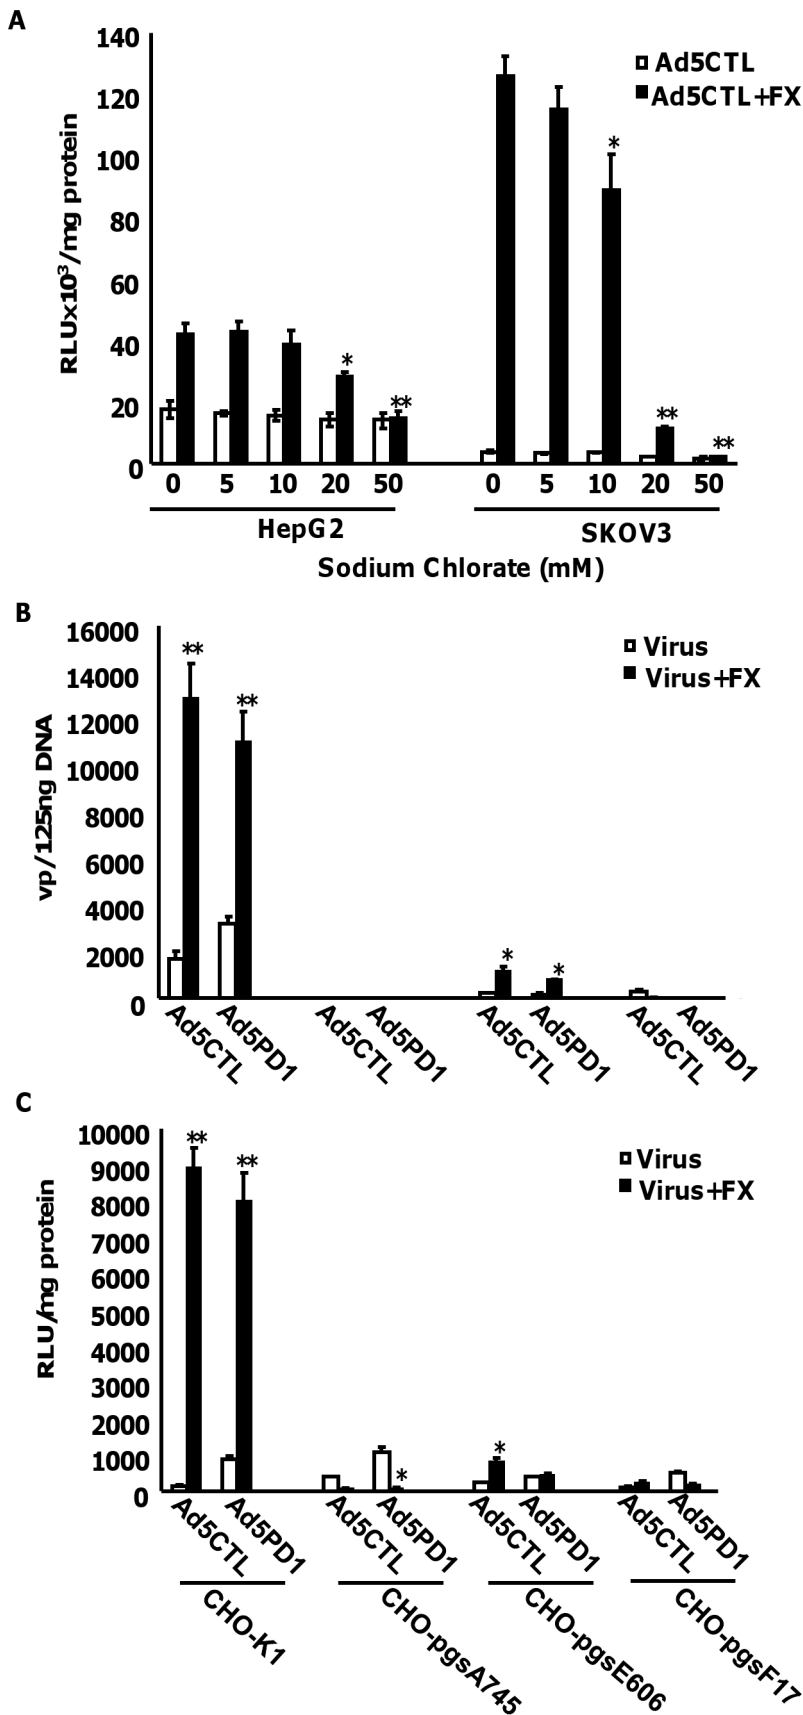 A
140
120
100
80
60
40
20
0
RLUx10³/mg protein
Ad5CTL
Ad5CTL+FX
*
**
*
**
**
0 5 10 20 50 0 5 10 20 50
HepG2 SKOV3
Sodium Chlorate (mM)
B
16000
14000
12000
10000
8000
6000
4000
2000
0
vp/125ng DNA
Virus
Virus+FX
**
**
*
*
Ad5CTL Ad5PD1 Ad5CTL Ad5PD1 Ad5CTL Ad5PD1 Ad5CTL Ad5PD1
C
10000
9000
8000
7000
6000
5000
4000
3000
2000
1000
0
RLU/mg protein
Virus
Virus+FX
**
**
*
*
Ad5CTL Ad5PD1 Ad5CTL Ad5PD1 Ad5CTL Ad5PD1 Ad5CTL Ad5PD1
CHO-K1 CHO-pgsA745 CHO-pgsE606 CHO-pgsF17